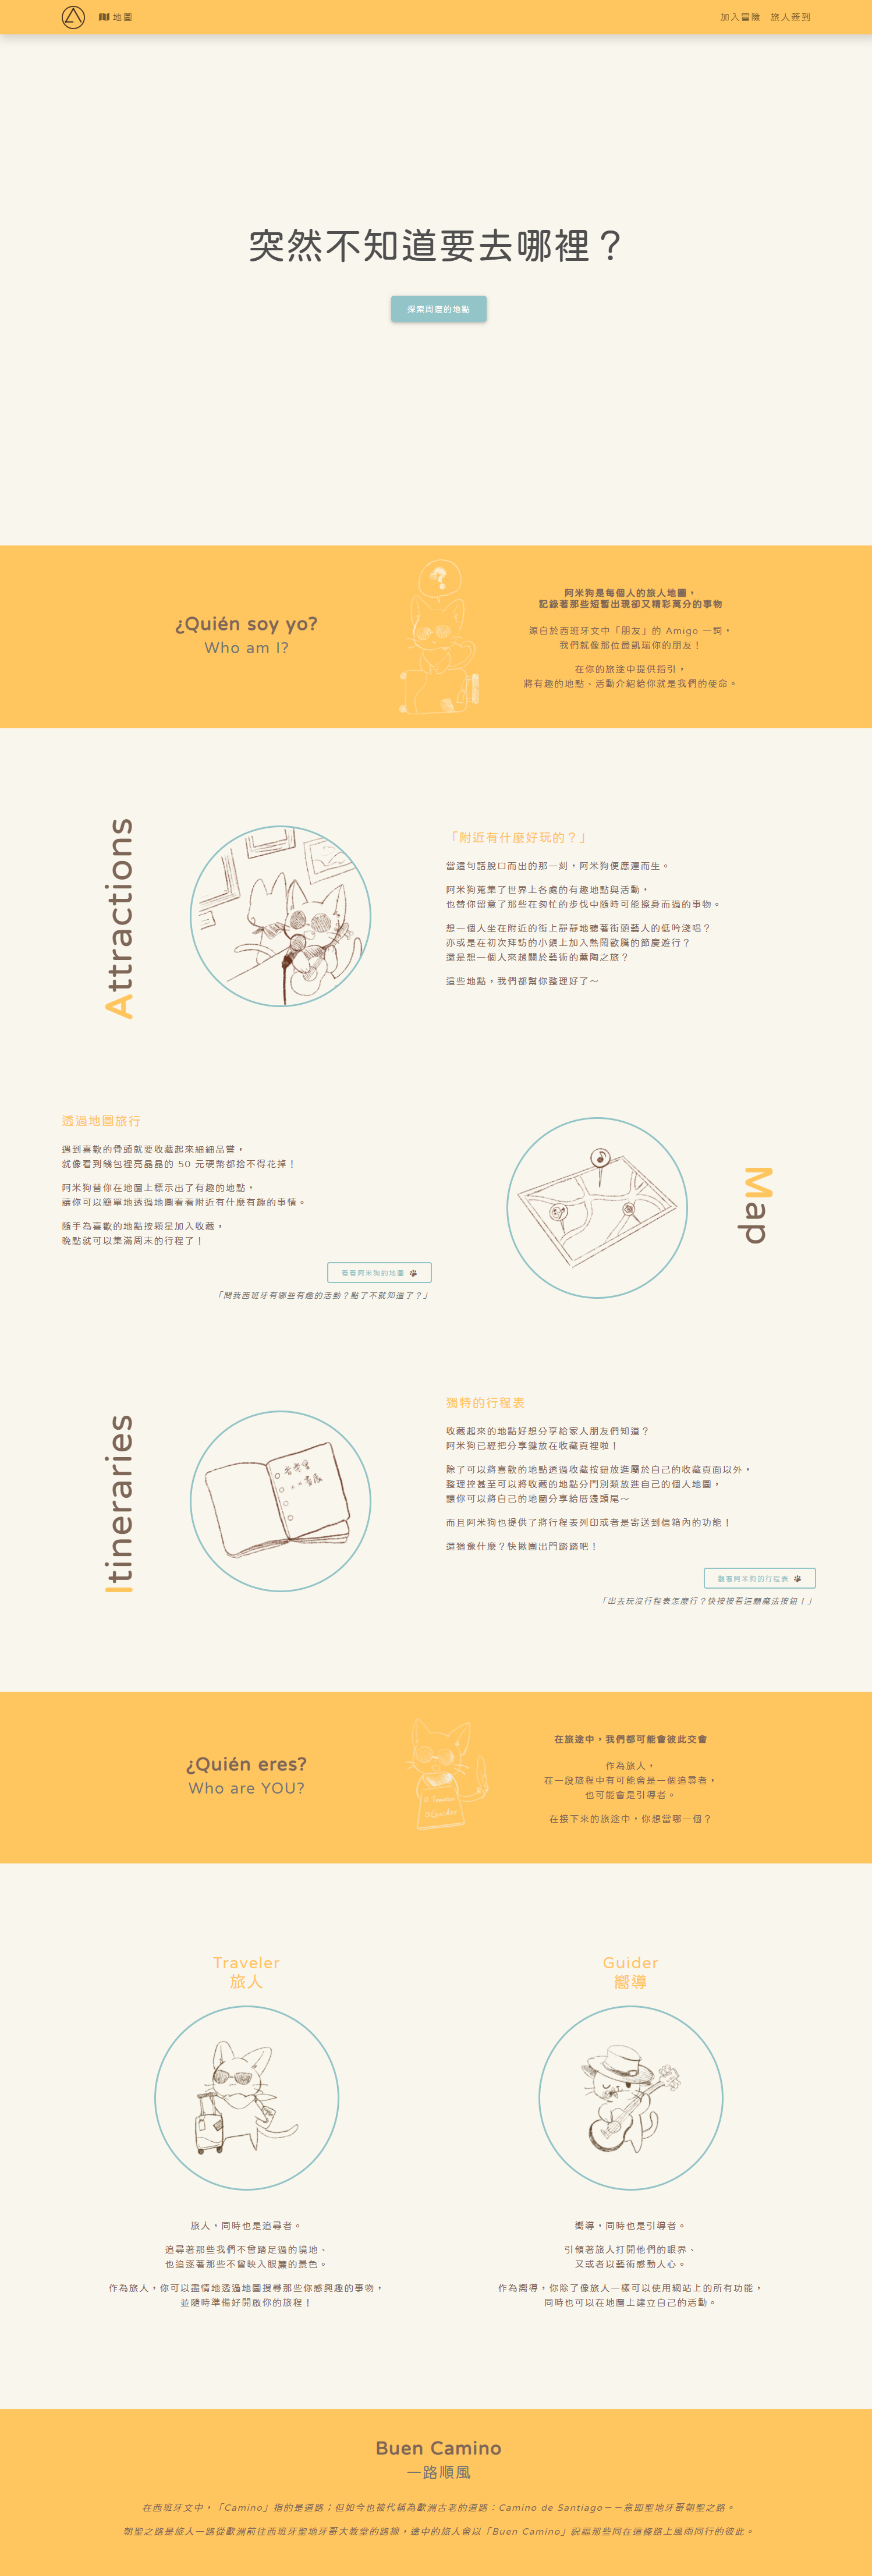 地圖
加入冒險 旅人簽到
突然不知道要去哪裡？
探索周遭的地點
¿Quién soy yo?
Who am I?
?
阿米狗是每個人的旅人地圖，
記錄著那些短暫出現卻又精彩萬分的事物
源自於西班牙文中「朋友」的 Amigo 一詞，
我們就像那位最凱瑞你的朋友！
在你的旅途中提供指引，
將有趣的地點、活動介紹給你就是我們的使命。
Attractions
「附近有什麼好玩的？」
當這句話脫口而出的那一刻，阿米狗便應運而生。
阿米狗蒐集了世界上各處的有趣地點與活動，
也替你留意了那些在匆忙的步伐中隨時可能擦身而過的事物。
想一個人坐在附近的街上靜靜地聽著街頭藝人的低吟淺唱？
亦或是在初次拜訪的小鎮上加入熱鬧歡騰的節慶遊行？
還是想一個人來趟關於藝術的薰陶之旅？
這些地點，我們都幫你整理好了～
透過地圖旅行
遇到喜歡的骨頭就要收藏起來細細品嘗，
就像看到錢包裡亮晶晶的 50 元硬幣都捨不得花掉！
阿米狗替你在地圖上標示出了有趣的地點，
讓你可以簡單地透過地圖看看附近有什麼有趣的事情。
隨手為喜歡的地點按顆星加入收藏，
晚點就可以集滿周末的行程了！
看看阿米狗的地圖
「問我西班牙有哪些有趣的活動？點了不就知道了？」
Map
Itineraries
獨特的行程表
收藏起來的地點好想分享給家人朋友們知道？
阿米狗已經把分享鍵放在收藏頁裡啦！
除了可以將喜歡的地點透過收藏按鈕放進屬於自己的收藏頁面以外，
整理控甚至可以將收藏的地點分門別類放進自己的個人地圖，
讓你可以將自己的地圖分享給厝邊頭尾～
而且阿米狗也提供了將行程表列印或者是寄送到信箱內的功能！
還猶豫什麼？快揪團出門踏踏吧！
觀看阿米狗的行程表
「出去玩沒行程表怎麼行？快按按看這顆魔法按鈕！」
¿Quién eres?
Who are YOU?
Traveler
Guider
在旅途中，我們都可能會彼此交會
作為旅人，
在一段旅程中有可能會是一個追尋者，
也可能會是引導者。
在接下來的旅途中，你想當哪一個？
Traveler
旅人
旅人，同時也是追尋者。
追尋著那些我們不曾踏足過的境地、
也追逐著那些不曾映入眼簾的景色。
作為旅人，你可以盡情地透過地圖搜尋那些你感興趣的事物，
並隨時準備好開啟你的旅程！
Guider
嚮導
嚮導，同時也是引導者。
引領著旅人打開他們的眼界、
又或者以藝術感動人心。
作為嚮導，你除了像旅人一樣可以使用網站上的所有功能，
同時也可以在地圖上建立自己的活動。
Buen Camino
一路順風
在西班牙文中，「Camino」指的是道路；但如今也被代稱為歐洲古老的道路：Camino de Santiago－－意即聖地牙哥朝聖之路。
朝聖之路是旅人一路從歐洲前往西班牙聖地牙哥大教堂的路線，途中的旅人會以「Buen Camino」祝福那些同在這條路上風雨同行的彼此。